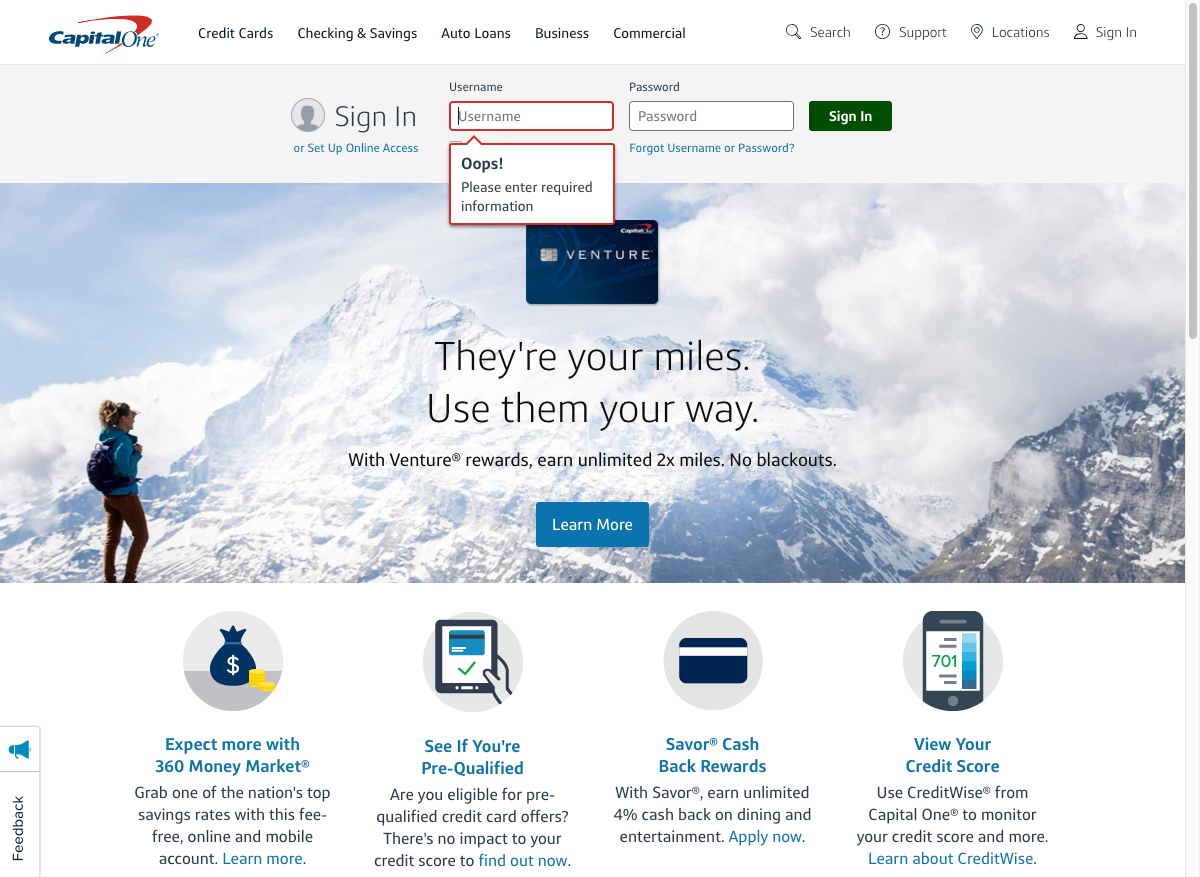 CapitalOne
Credit Cards
Checking & Savings
Auto Loans
Business
Commercial
Search
Support
Locations
Sign In
Sign In
or Set Up Online Access
Username
Username
Password
Password
Sign In
Forgot Username or Password?
Oops!
Please enter required
information
CapitalOne
VENTURE
They're your miles.
Use them your way.
With Venture® rewards, earn unlimited 2x miles. No blackouts.
Learn More
$
701
Expect more with
360 Money Market®
Grab one of the nation's top
savings rates with this fee-
free, online and mobile
account. Learn more.
See If You're
Pre-Qualified
Are you eligible for pre-
qualified credit card offers?
There's no impact to your
credit score to find out now.
Savor® Cash
Back Rewards
With Savor®, earn unlimited
4% cash back on dining and
entertainment. Apply now.
View Your
Credit Score
Use CreditWise® from
Capital One® to monitor
your credit score and more.
Learn about CreditWise.
Feedback